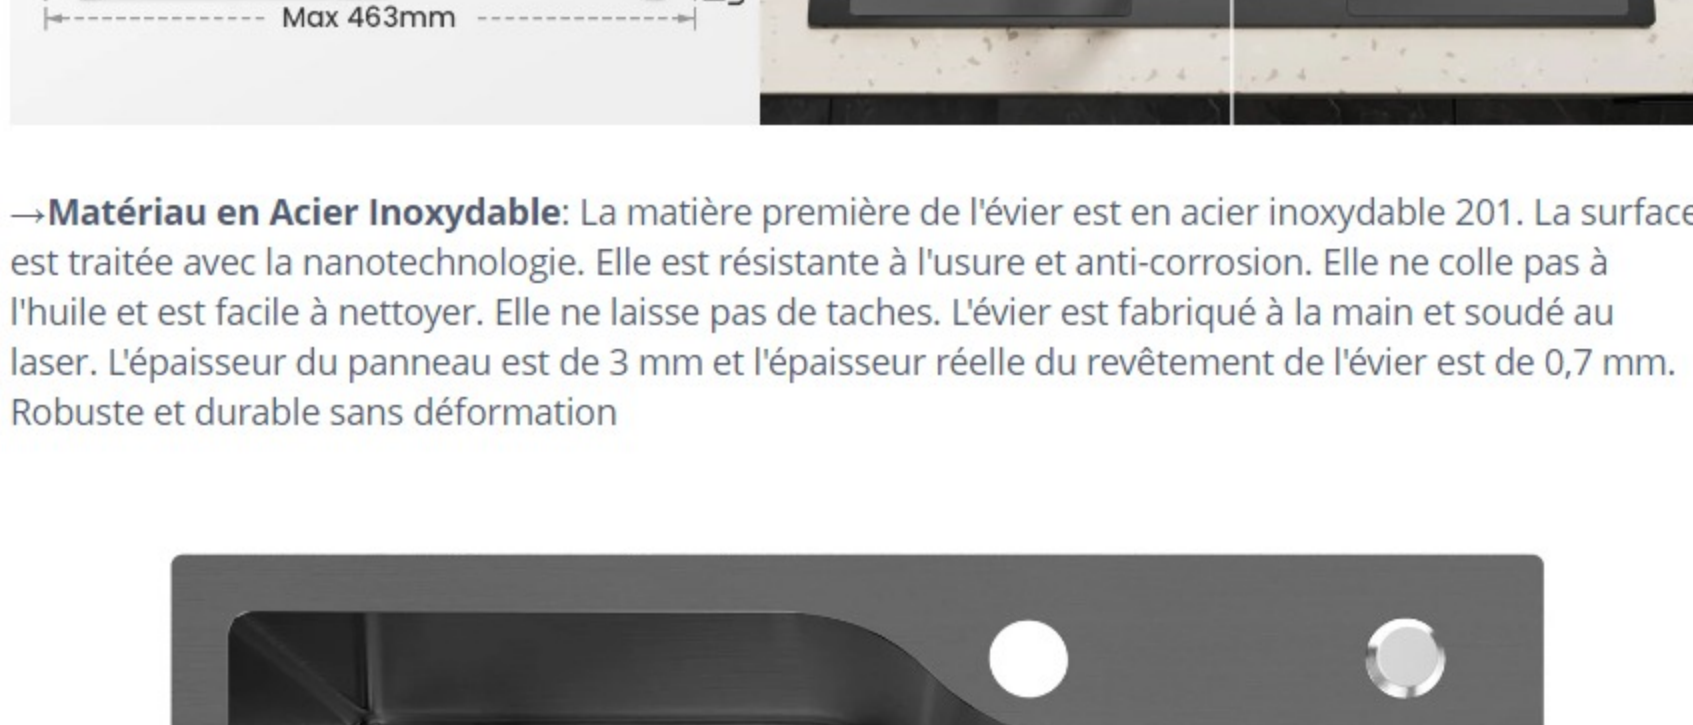 Max 463mm
→Matériau en Acier Inoxydable: La matière première de l'évier est en acier inoxydable 201. La surface
est traitée avec la nanotechnologie. Elle est résistante à l'usure et anti-corrosion. Elle ne colle pas à
l'huile et est facile à nettoyer. Elle ne laisse pas de taches. L'évier est fabriqué à la main et soudé au
laser. L'épaisseur du panneau est de 3 mm et l'épaisseur réelle du revêtement de l'évier est de 0,7 mm.
Robuste et durable sans déformation